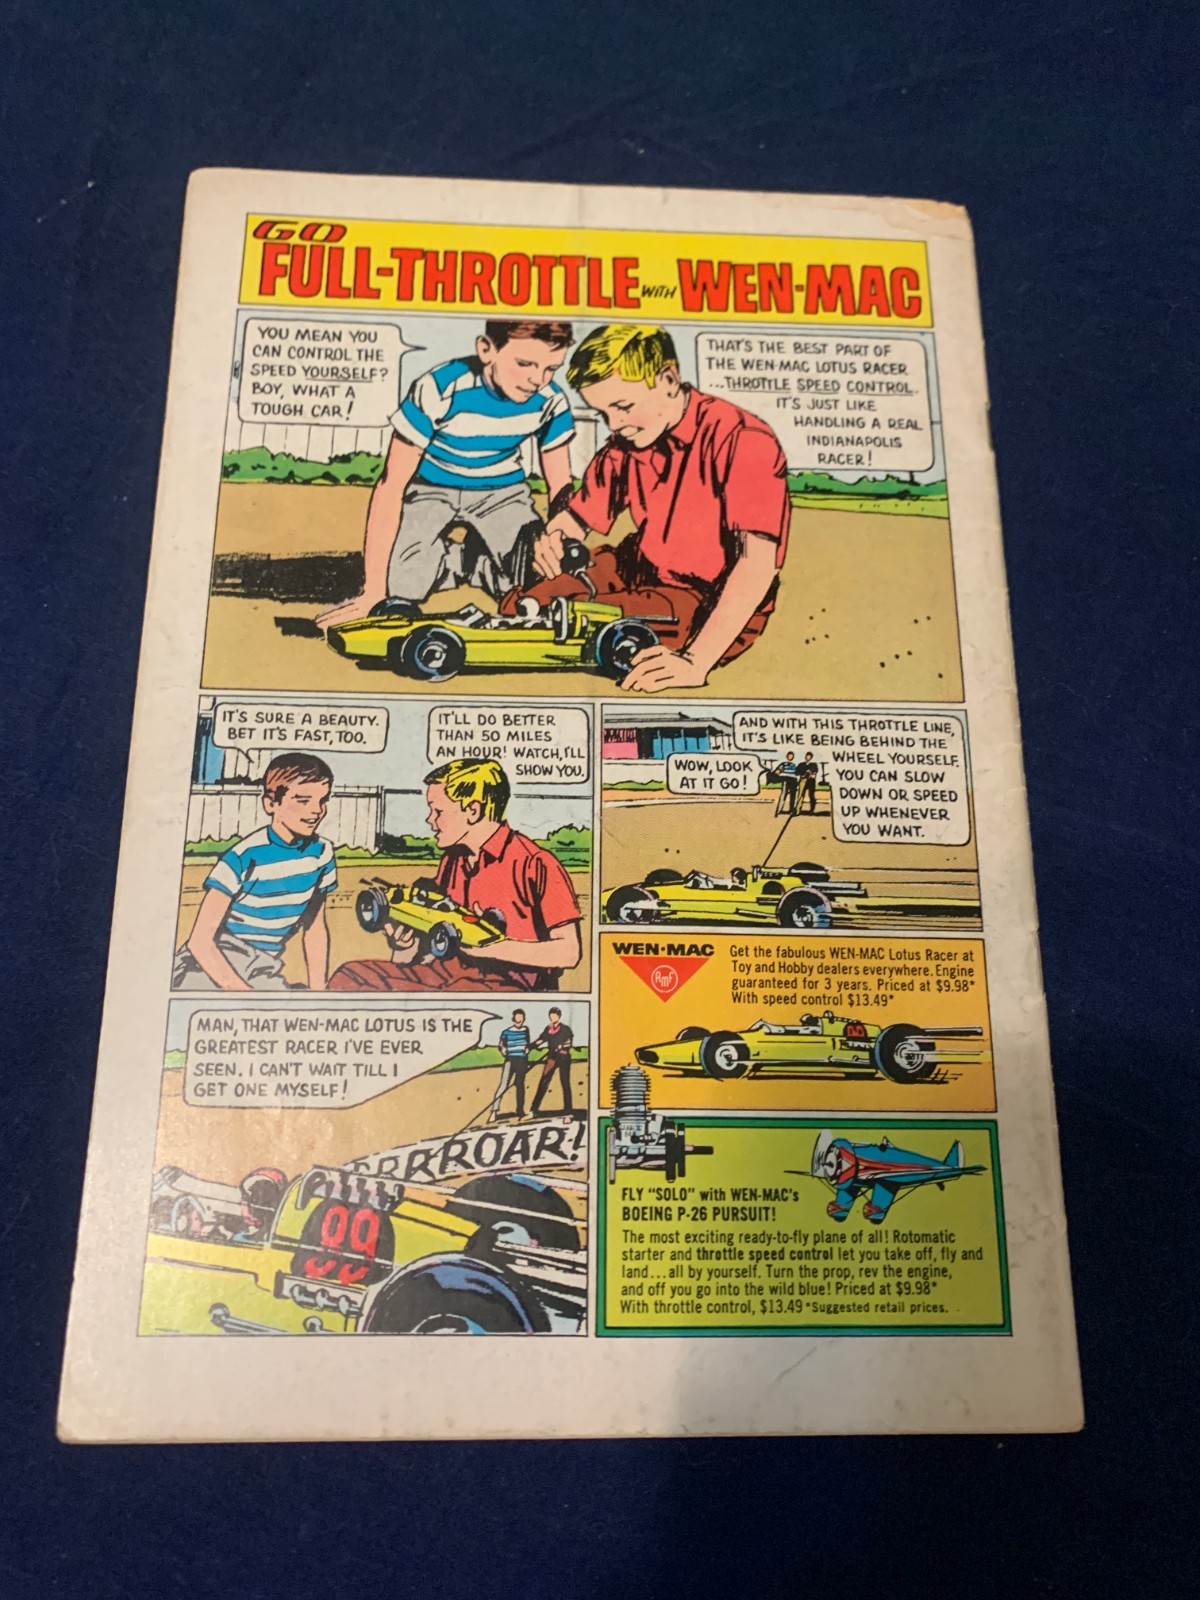 GO
FULL-THROTTLE WITH WEN-MAC
YOU MEAN YOU
CAN CONTROL THE
SPEED YOURSELF?
BOY, WHAT A
TOUGH CAR!
THAT'S THE BEST PART OF
THE WEN-MAC LOTUS RACER
...THROTTLE SPEED CONTROL.
IT'S JUST LIKE
HANDLING A REAL
INDIANAPOLIS
RACER!
IT'S SURE A BEAUTY.
BET IT'S FAST, TOO.
IT'LL DO BETTER
THAN 50 MILES
AN HOUR! WATCH, I'LL
SHOW YOU.
WOW, LOOK
AT IT GO!
AND WITH THIS THROTTLE LINE,
IT'S LIKE BEING BEHIND THE
WHEEL YOURSELF.
YOU CAN SLOW
DOWN OR SPEED
UP WHENEVER
YOU WANT.
MAN, THAT WEN-MAC LOTUS IS THE
GREATEST RACER I'VE EVER
SEEN. I CAN'T WAIT TILL I
GET ONE MYSELF!
RRRROAR!
99
WEN-MAC
AMF
Get the fabulous WEN-MAC Lotus Racer at
Toy and Hobby dealers everywhere. Engine
guaranteed for 3 years. Priced at $9.98*
With speed control $13.49*
FLY "SOLO" with WEN-MAC's
BOEING P-26 PURSUIT!
The most exciting ready-to-fly plane of all! Rotomatic
starter and throttle speed control let you take off, fly and
land...all by yourself. Turn the prop, rev the engine,
and off you go into the wild blue! Priced at $9.98*
With throttle control, $13.49 *Suggested retail prices.